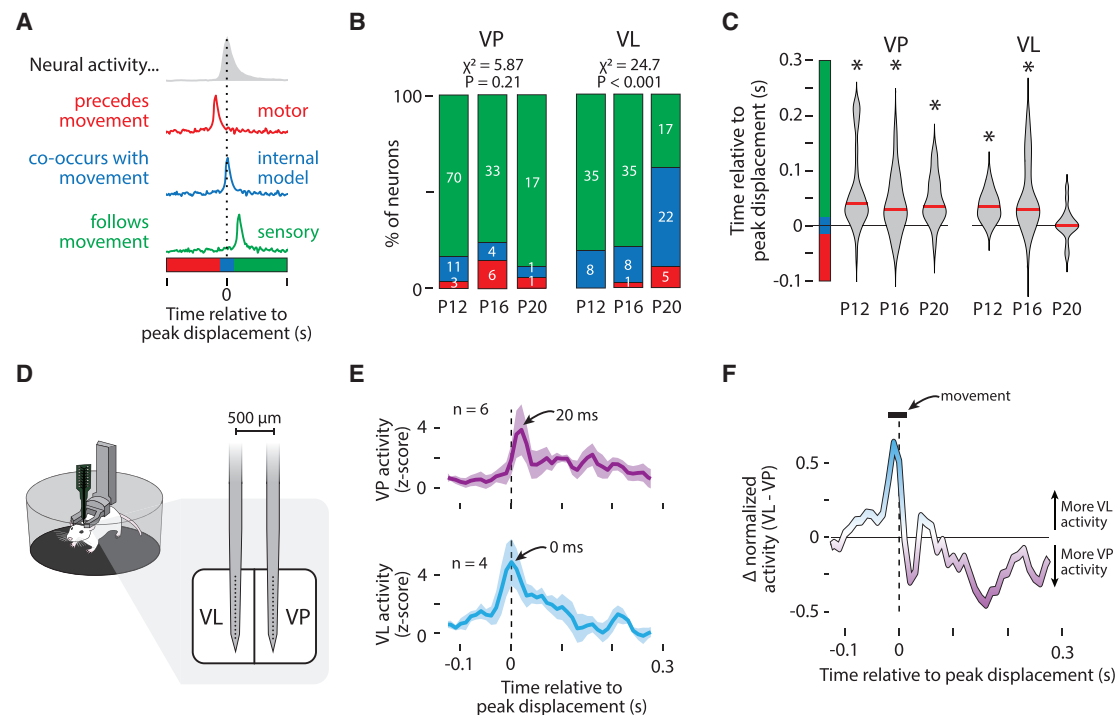 A
Neural activity...
precedes
movement
motor
co-occurs with
movement
internal
model
follows
movement
sensory
0
Time relative to
peak displacement (s)
B
VP
χ² = 5.87
P = 0.21
VL
χ² = 24.7
P < 0.001
% of neurons
100
0
70
11
3
33
4
6
17
1
1
35
8
35
8
1
17
22
5
P12 P16 P20
P12 P16 P20
C
VP
VL
Time relative to
peak displacement (s)
0.3
0.2
0.1
0
-0.1
* * * * *
P12 P16 P20
P12 P16 P20
D
500 μm
VL
VP
E
n = 6
20 ms
VP activity
(z-score)
4
0
n = 4
0 ms
VL activity
(z-score)
4
0
-0.1 0 0.3
Time relative to
peak displacement (s)
F
movement
Δ normalized
activity (VL - VP)
0.5
0
-0.5
More VL
activity
More VP
activity
-0.1 0 0.3
Time relative to peak displacement (s)